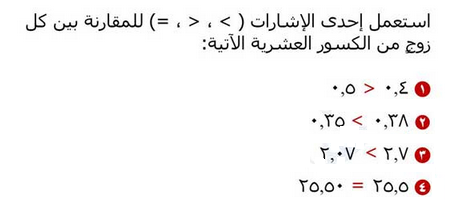 استعمل إحدى الإشارات ( > ، < ، =) للمقارنة بين كل
زوج من الكسور العشرية الآتية:
١ ٠,٤ < ٠,٥
٢ ٠,٣٨ > ٠,٣٥
٣ ٢,٧ > ٢,٠٧
٤ ٢٥,٥ = ٢٥,٥٠